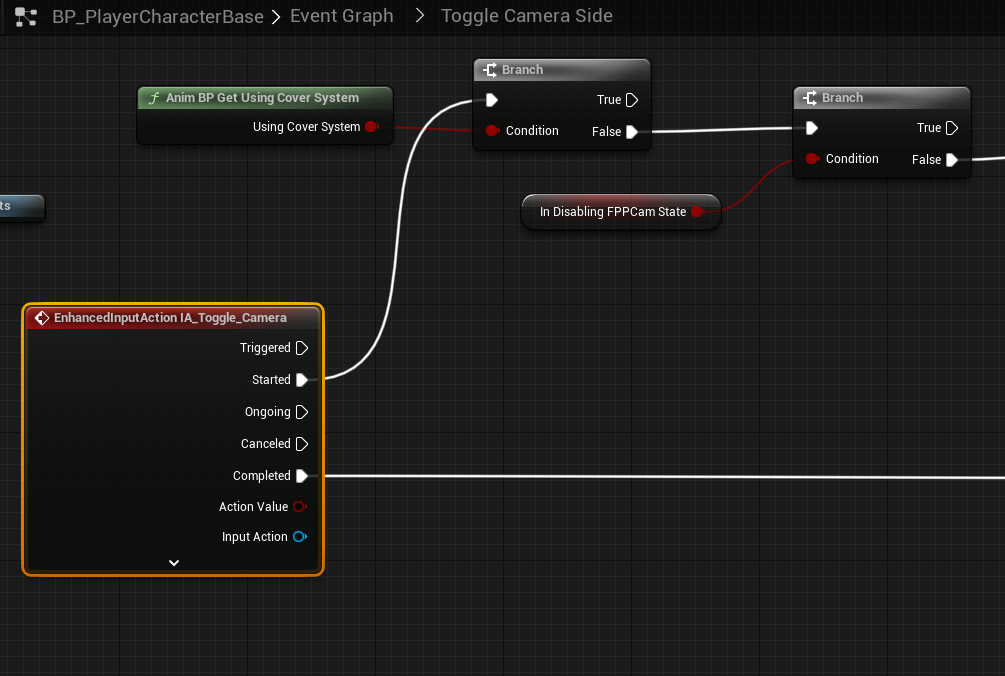 BP_PlayerCharacterBase > Event Graph > Toggle Camera Side
Branch
True
Condition
False
f Anim BP Get Using Cover System
Using Cover System
Branch
True
Condition
False
In Disabling FPPCam State
ts
EnhancedInputAction IA_Toggle_Camera
Triggered
Started
Ongoing
Canceled
Completed
Action Value
Input Action